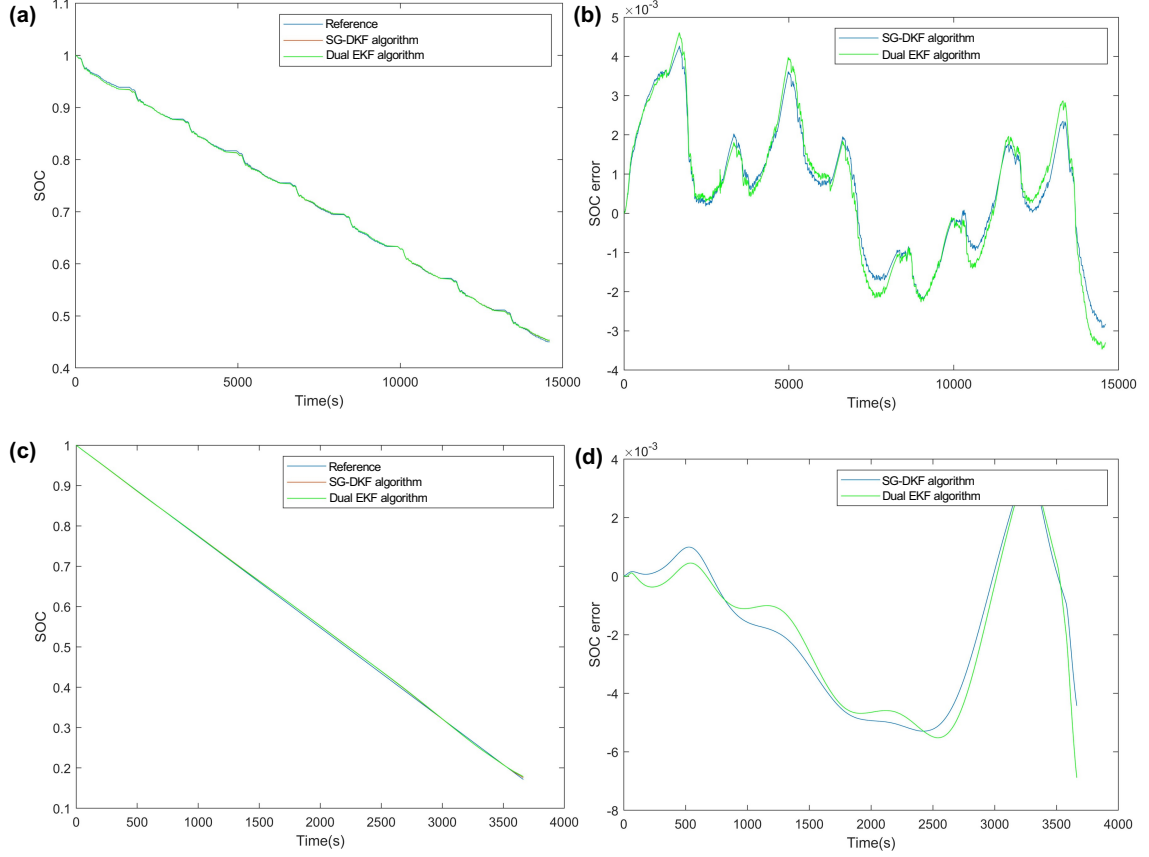 (a)
1.1
1
0.9
0.8
0.7
0.6
0.5
0.4
SOC
Reference
SG-DKF algorithm
Dual EKF algorithm
0
5000
10000
15000
Time(s)
(b)
×10⁻³
5
4
3
2
1
0
-1
-2
-3
-4
SOC error
SG-DKF algorithm
Dual EKF algorithm
0
5000
10000
15000
Time(s)
(c)
1
0.9
0.8
0.7
0.6
0.5
0.4
0.3
0.2
0.1
SOC
Reference
SG-DKF algorithm
Dual EKF algorithm
0 500 1000 1500 2000 2500 3000 3500 4000
Time(s)
(d)
×10⁻³
4
2
0
-2
-4
-6
-8
SOC error
SG-DKF algorithm
Dual EKF algorithm
0 500 1000 1500 2000 2500 3000 3500 4000
Time(s)